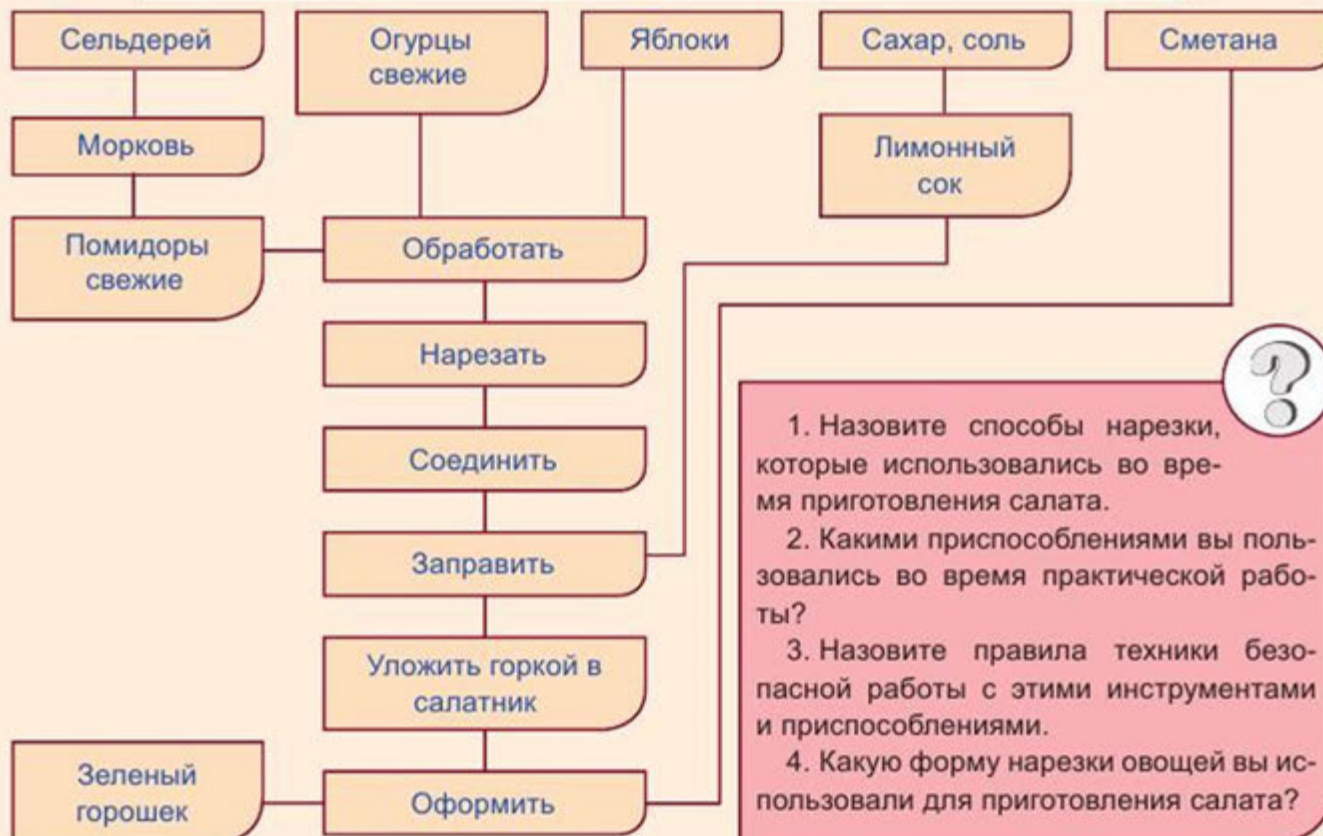 Сельдерей
Огурцы
свежие
Яблоки
Сахар, соль
Сметана
Морковь
Лимонный
сок
Помидоры
свежие
Обработать
Нарезать
Соединить
Заправить
Уложить горкой в
салатник
Зеленый
горошек
Оформить
1. Назовите способы нарезки,
которые использовались во вре-
мя приготовления салата.
2. Какими приспособлениями вы поль-
зовались во время практической рабо-
ты?
3. Назовите правила техники безо-
пасной работы с этими инструментами
и приспособлениями.
4. Какую форму нарезки овощей вы ис-
пользовали для приготовления салата?